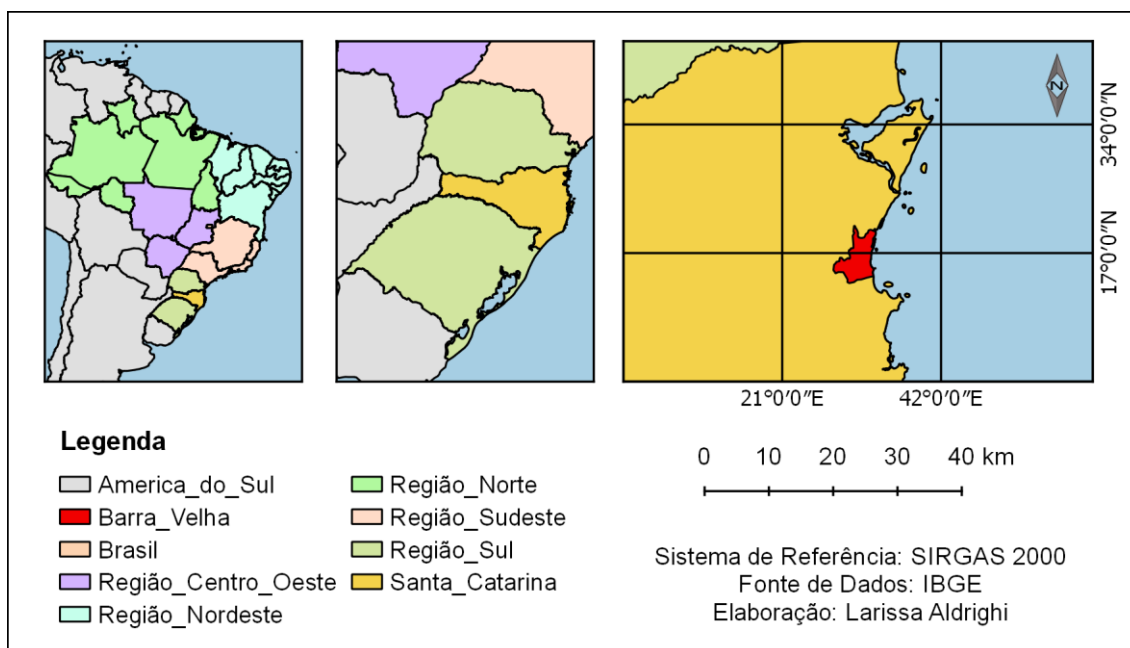 N
34°0′0″N
17°0′0″N
21°0′0″E
42°0′0″E
Legenda
America_do_Sul
Barra_Velha
Brasil
Região_Centro_Oeste
Região_Nordeste
Região_Norte
Região_Sudeste
Região_Sul
Santa_Catarina
0 10 20 30 40 km
Sistema de Referência: SIRGAS 2000
Fonte de Dados: IBGE
Elaboração: Larissa Aldrighi